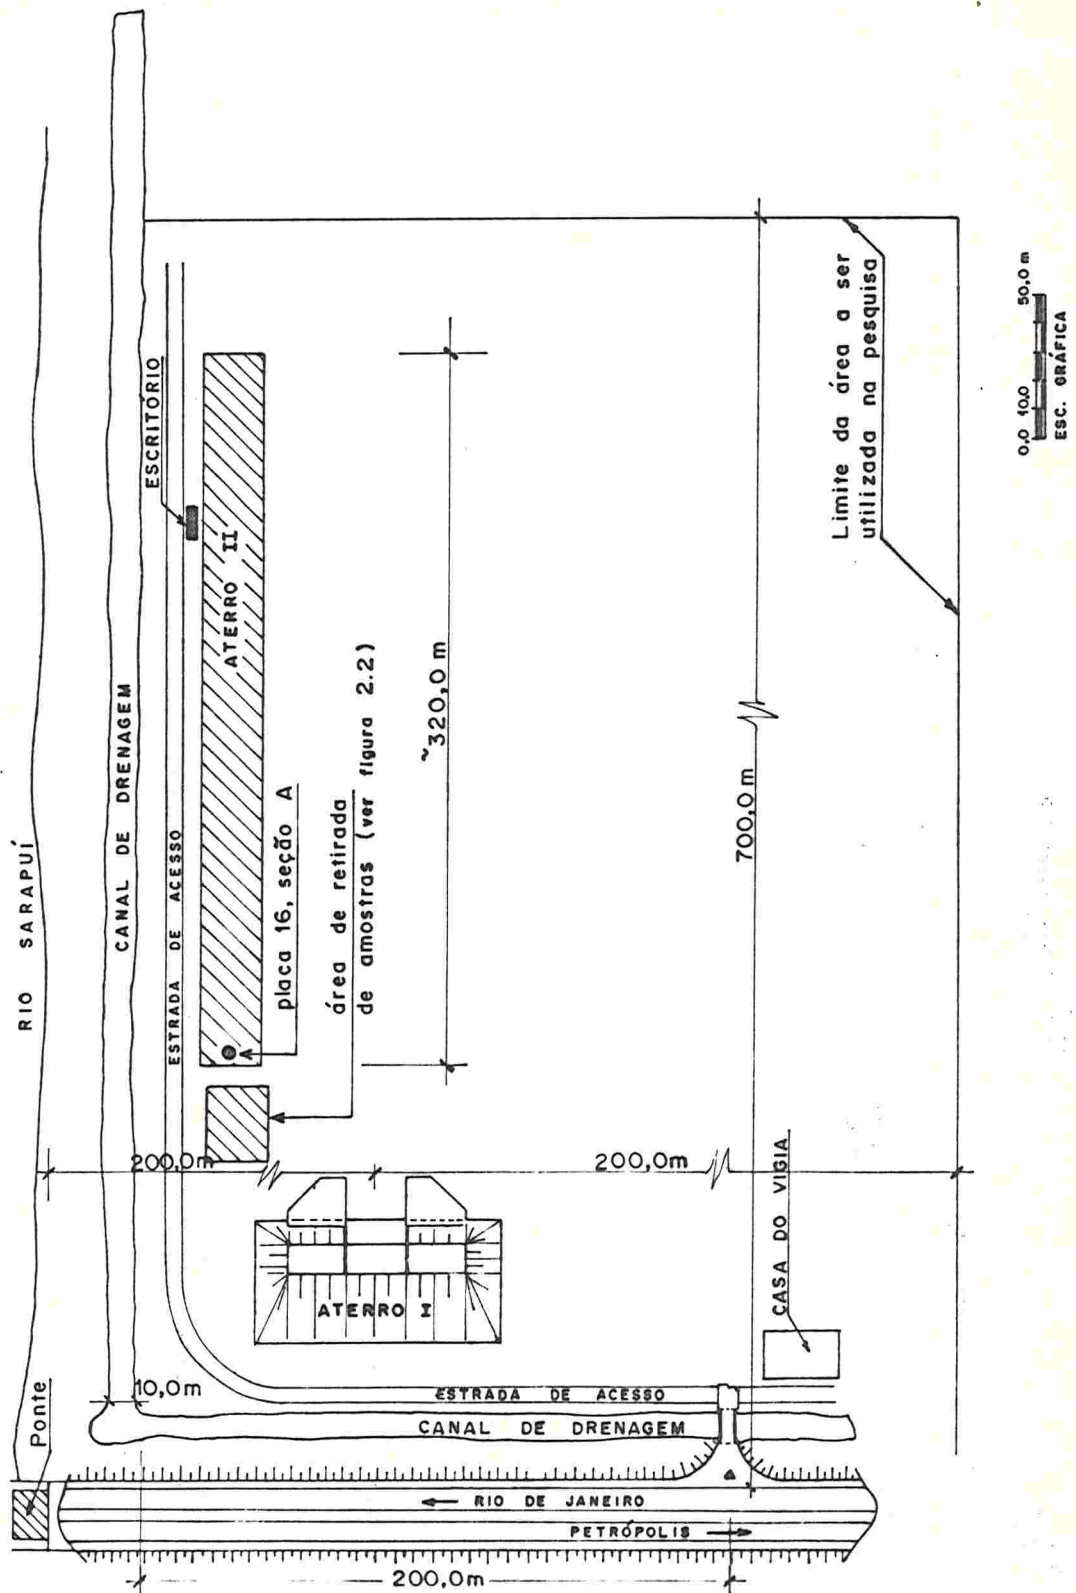 RIO SARAPUÍ
CANAL DE DRENAGEM
ESTRADA DE ACESSO
ESCRITÓRIO
ATERRO II
placa 16, seção A
área de retirada
de amostras (ver figura 2.2)
~320,0 m
700,0 m
Limite da área a ser
utilizada na pesquisa
0,0 10,0 50,0 m
ESC. GRÁFICA
200,0m
200,0m
ATERRO I
CASA DO VIGIA
Ponte
10,0m
ESTRADA DE ACESSO
CANAL DE DRENAGEM
RIO DE JANEIRO
PETRÓPOLIS
200,0m